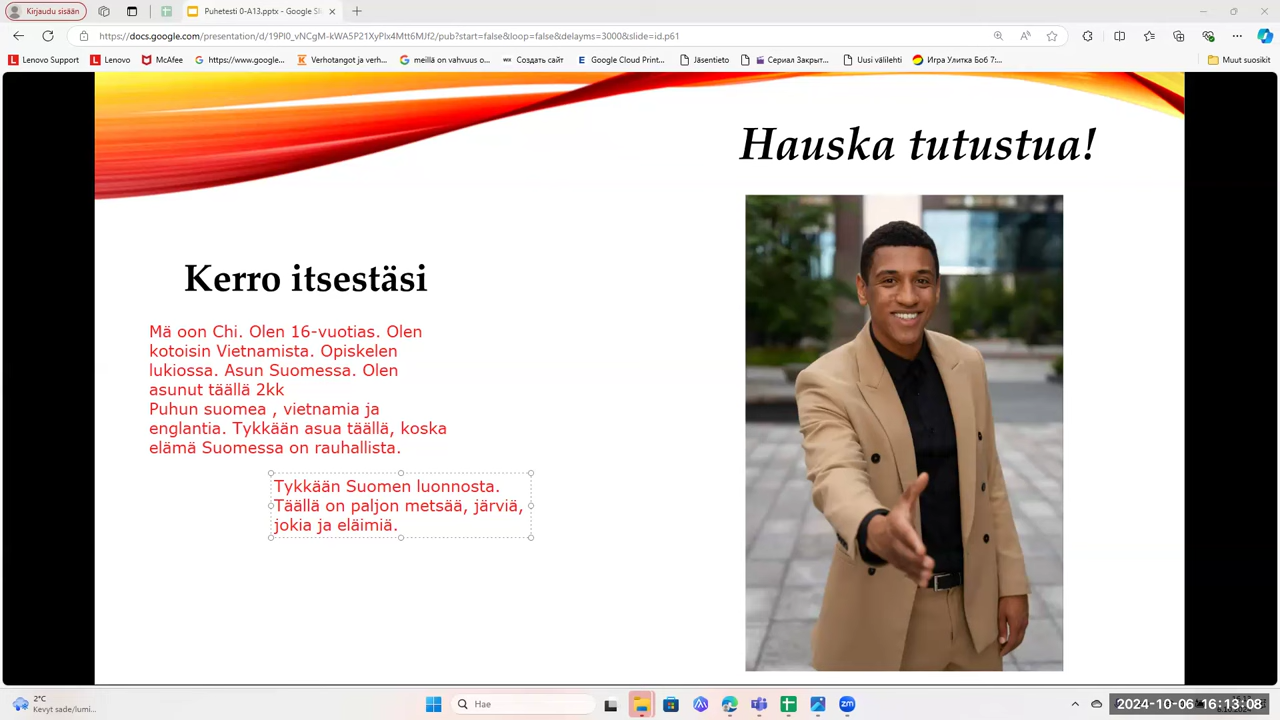 Kirjaudu sisään
Puhetesti 0-A13.pptx - Google Sl
https://docs.google.com/presentation/d/19Pl0_vNCgM-kWA5P21XyPlx4Mtt6MJf2/pub?start=false&loop=false&delayms=3000&slide=id.p61
Lenovo Support
Lenovo
McAfee
https://www.google...
Verhotangot ja verh...
meillä on vahvuus o...
Создать сайт
Google Cloud Print...
Jäsentieto
Сериал Закрыт...
Uusi välilehti
Игра Улитка Боб 7:...
Muut suosikit
Hauska tutustua!
Kerro itsestäsi
Mä oon Chi. Olen 16-vuotias. Olen
kotoisin Vietnamista. Opiskelen
lukiossa. Asun Suomessa. Olen
asunut täällä 2kk
Puhun suomea , vietnamia ja
englantia. Tykkään asua täällä, koska
elämä Suomessa on rauhallista.
Tykkään Suomen luonnosta.
Täällä on paljon metsää, järviä,
jokia ja eläimiä.
2°C
Kevyt sade/lumi...
Hae
2024-10-06 16:13:08